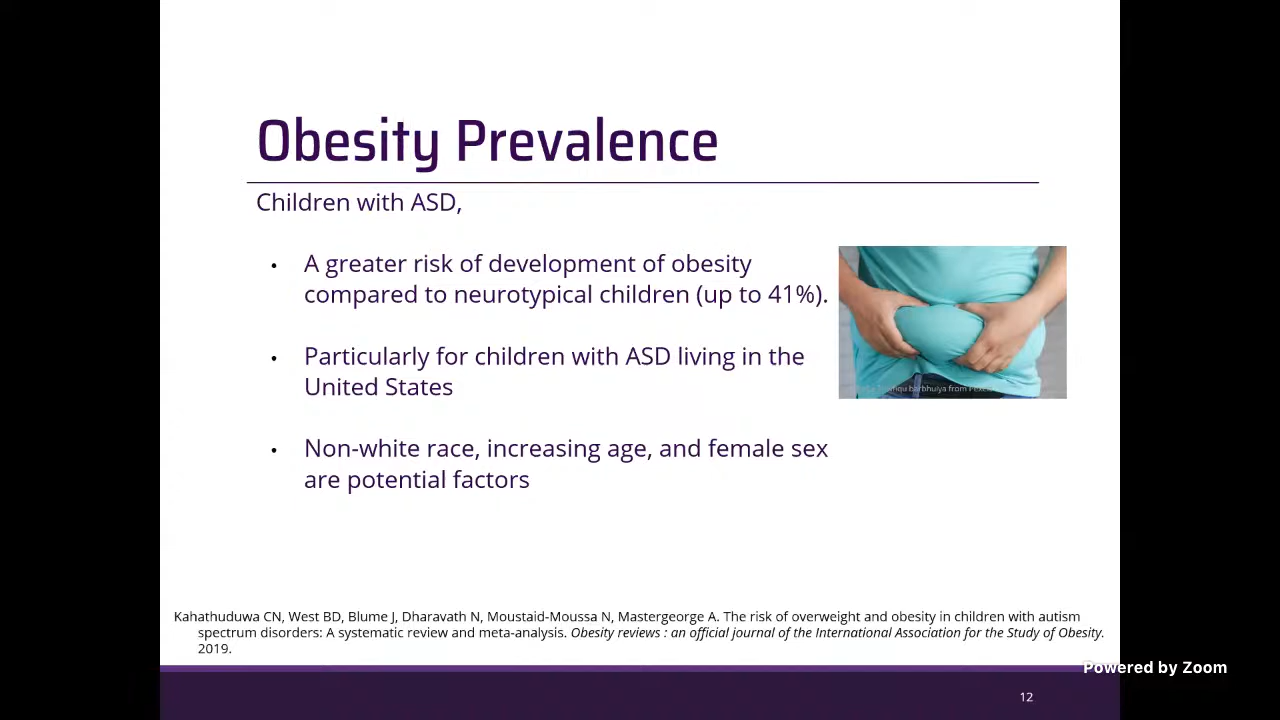 Obesity Prevalence
Children with ASD,
• A greater risk of development of obesity
compared to neurotypical children (up to 41%).
• Particularly for children with ASD living in the
United States
• Non-white race, increasing age, and female sex
are potential factors
barbhuiya from
Kahathuduwa CN, West BD, Blume J, Dharavath N, Moustaid-Moussa N, Mastergeorge A. The risk of overweight and obesity in children with autism
spectrum disorders: A systematic review and meta-analysis. Obesity reviews : an official journal of the International Association for the Study of Obesity.
2019.
Powered by Zoom
12